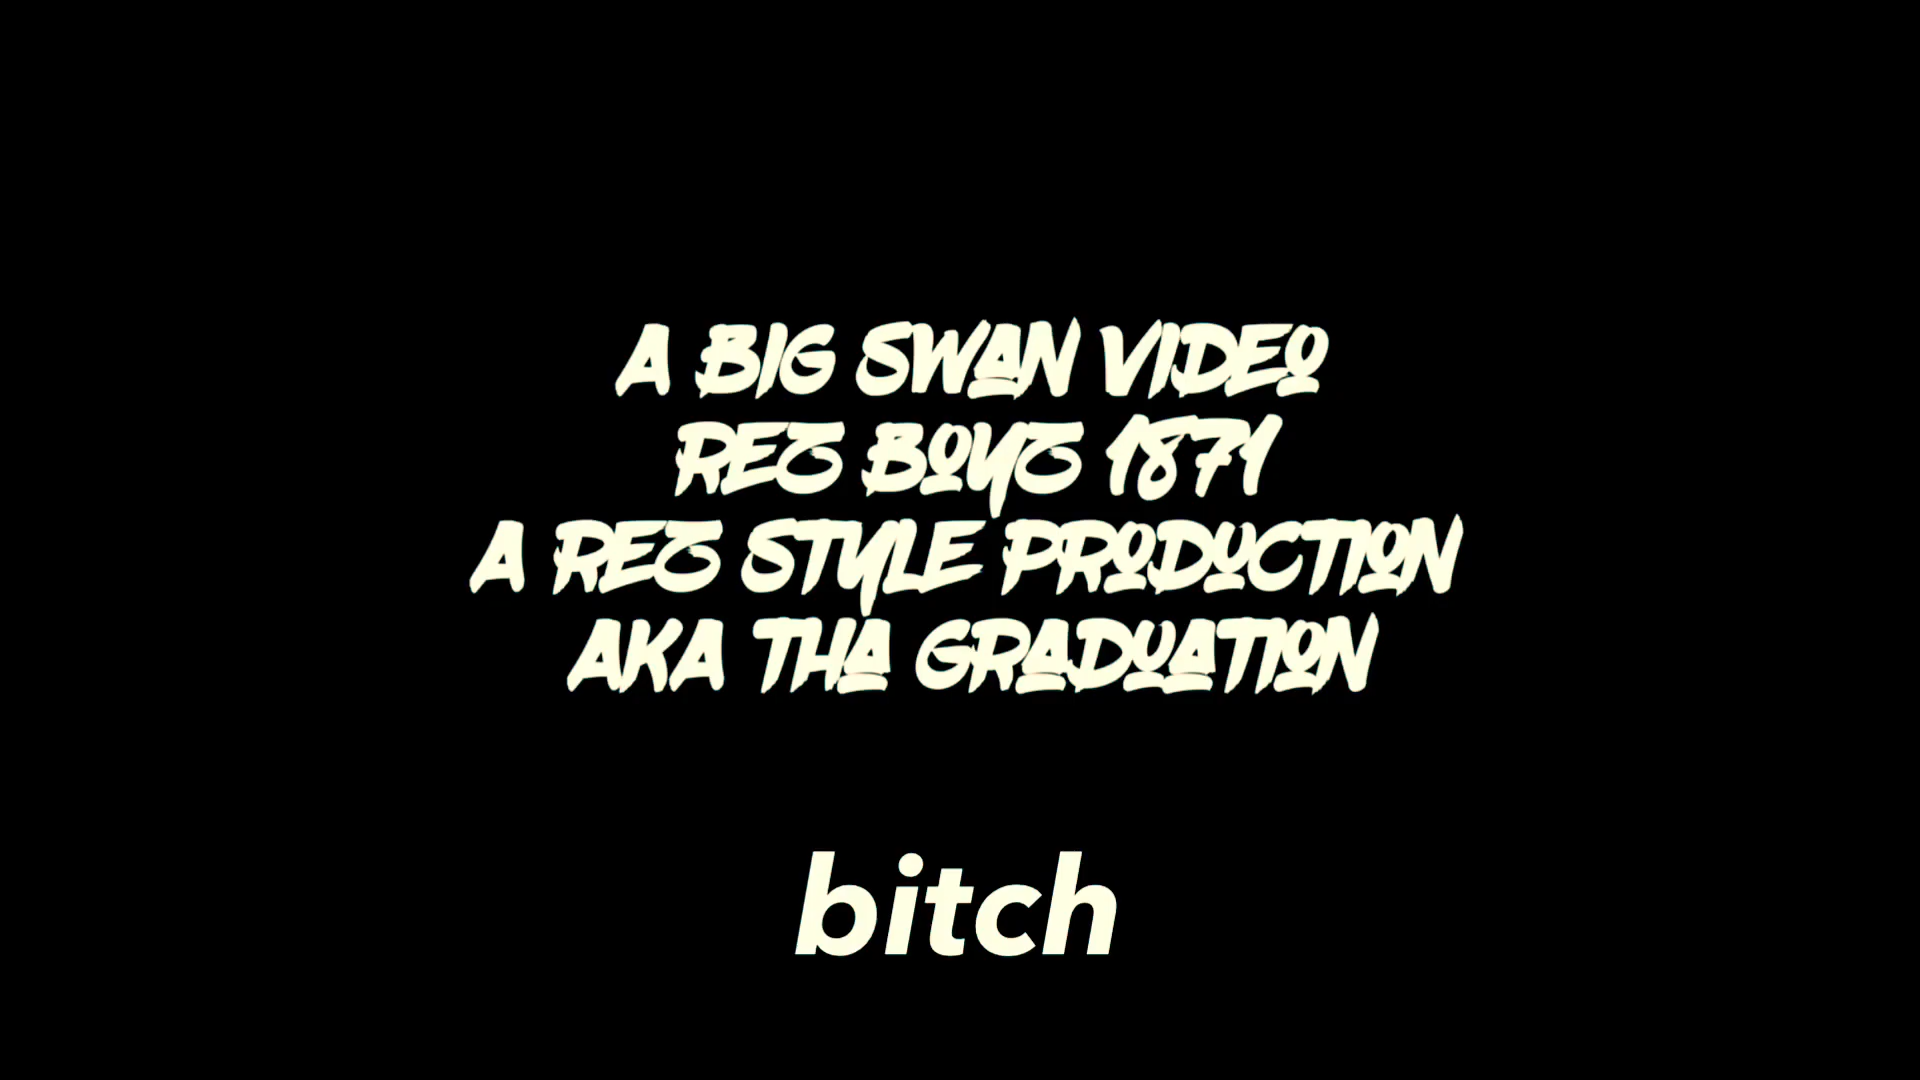 A BIG SWAN VIDEO
REZ BOYZ 1871
A REZ STYLE PRODUCTION
AKA THA GRADUATION
bitch